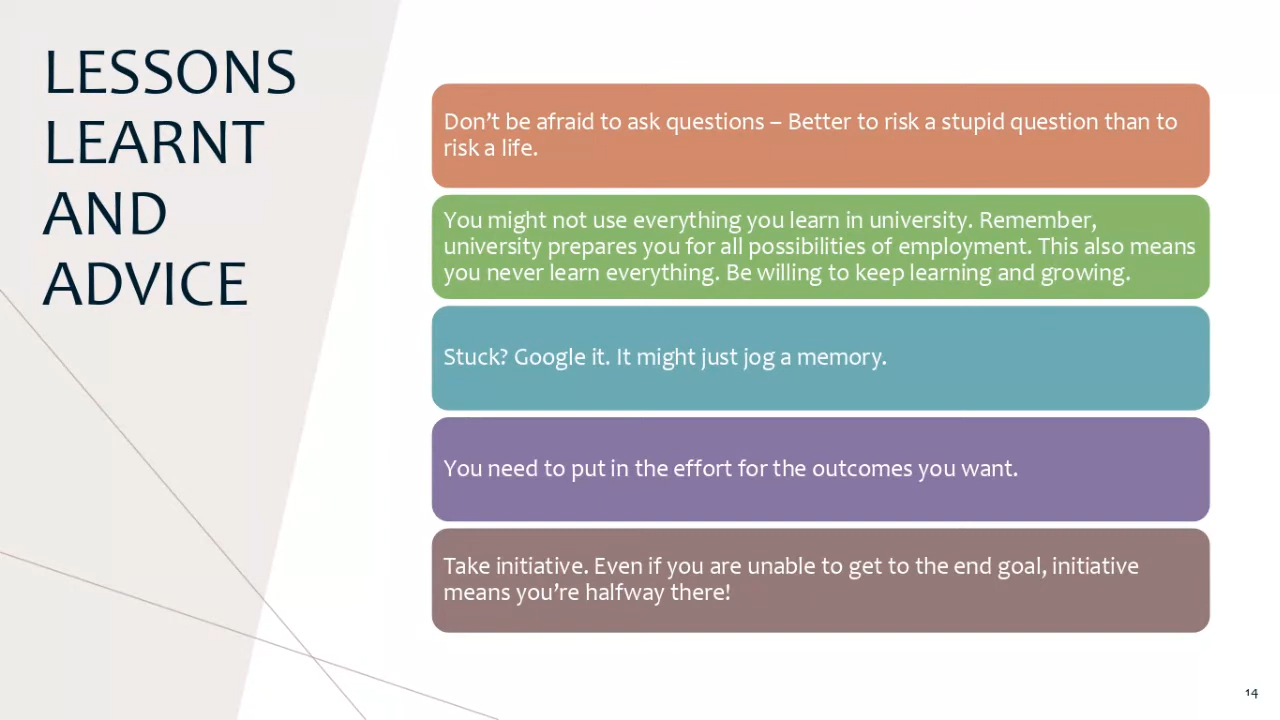 LESSONS
LEARNT
AND
ADVICE
Don’t be afraid to ask questions – Better to risk a stupid question than to
risk a life.
You might not use everything you learn in university. Remember,
university prepares you for all possibilities of employment. This also means
you never learn everything. Be willing to keep learning and growing.
Stuck? Google it. It might just jog a memory.
You need to put in the effort for the outcomes you want.
Take initiative. Even if you are unable to get to the end goal, initiative
means you’re halfway there!
14